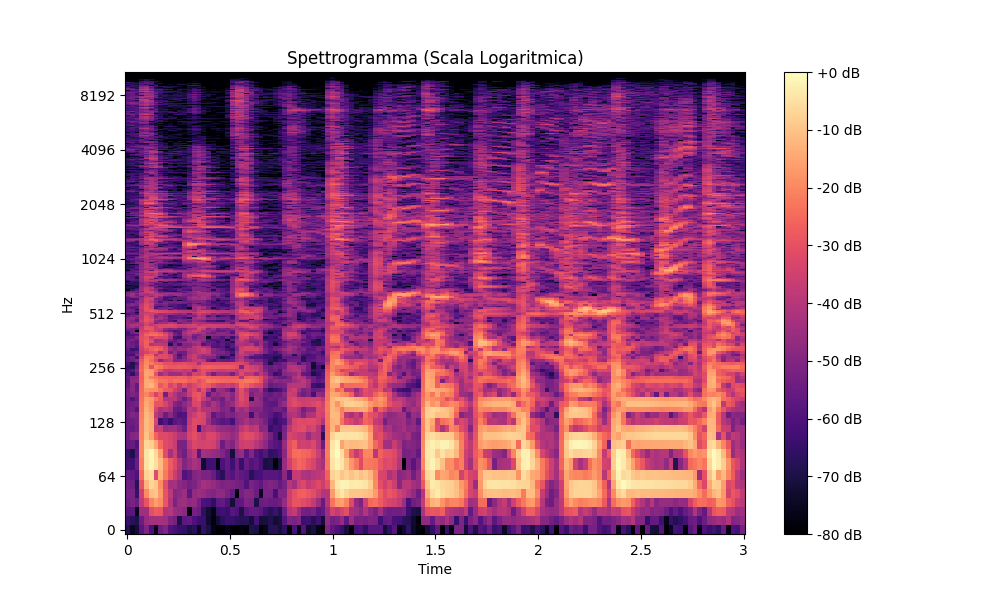 Spettrogramma (Scala Logaritmica)
Hz
8192
4096
2048
1024
512
256
128
64
0
0
0.5
1
1.5
2
2.5
3
Time
+0 dB
-10 dB
-20 dB
-30 dB
-40 dB
-50 dB
-60 dB
-70 dB
-80 dB